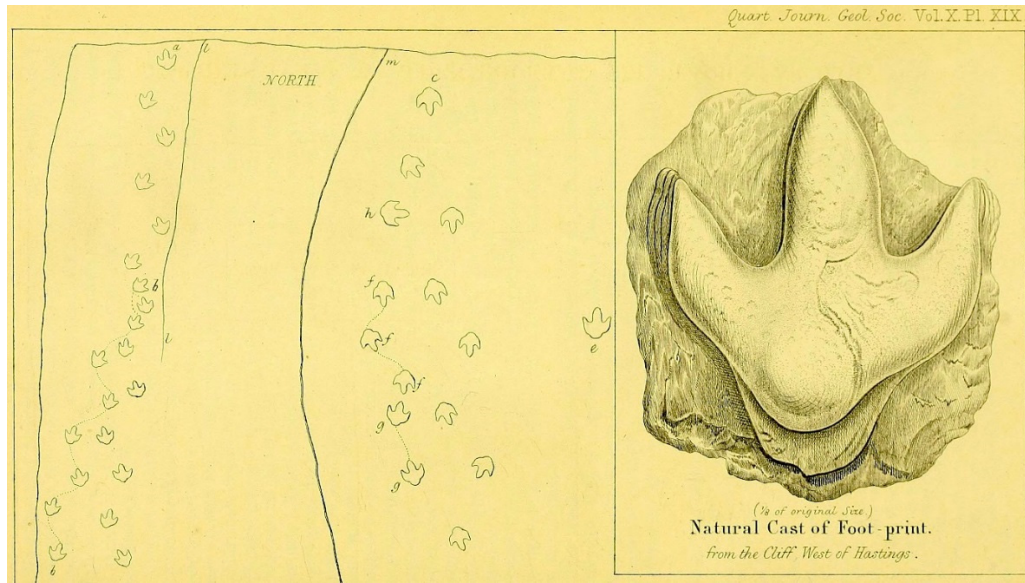 Quart. Journ. Geol. Soc. Vol. X. Pl. XIX.
a
l
m
NORTH
c
h
b
f
l
f
e
f
g
g
b
(⅛ of original Size.)
Natural Cast of Foot-print.
from the Cliff West of Hastings.